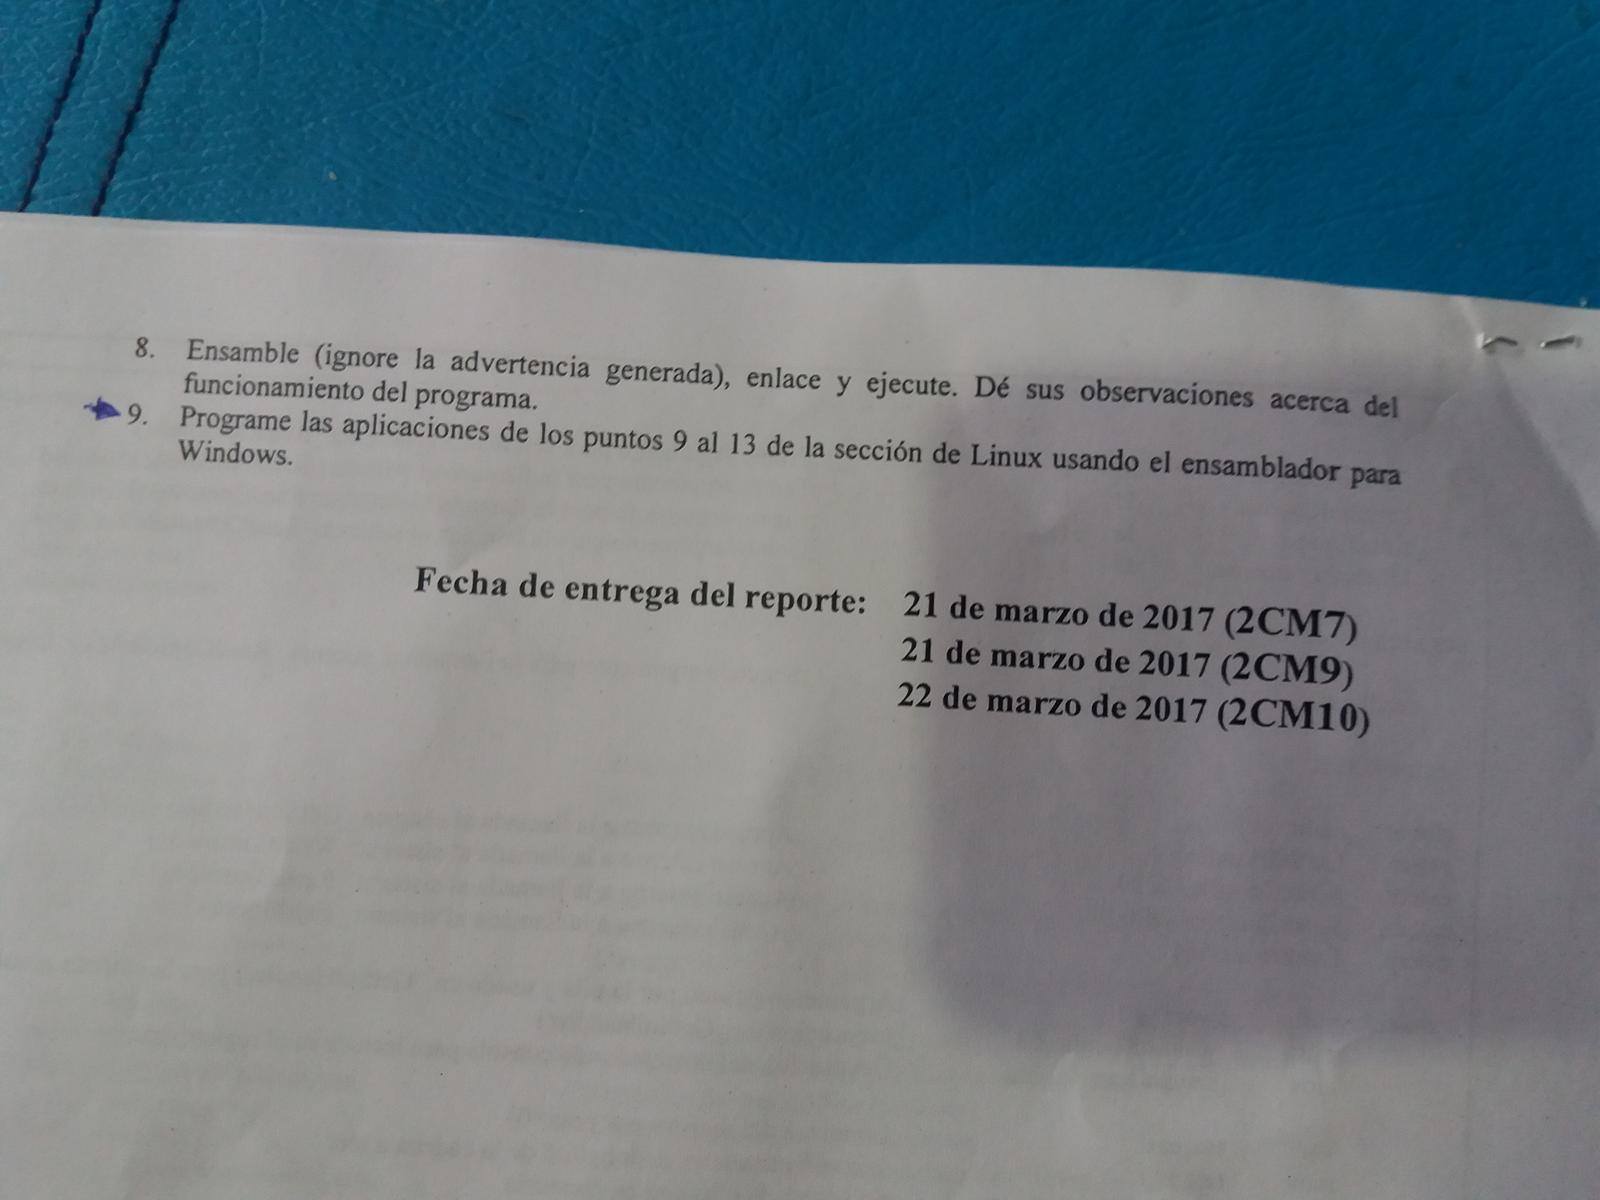 8. Ensamble (ignore la advertencia generada), enlace y ejecute. Dé sus observaciones acerca del
funcionamiento del programa.
9. Programe las aplicaciones de los puntos 9 al 13 de la sección de Linux usando el ensamblador para
Windows.
Fecha de entrega del reporte: 21 de marzo de 2017 (2CM7)
21 de marzo de 2017 (2CM9)
22 de marzo de 2017 (2CM10)